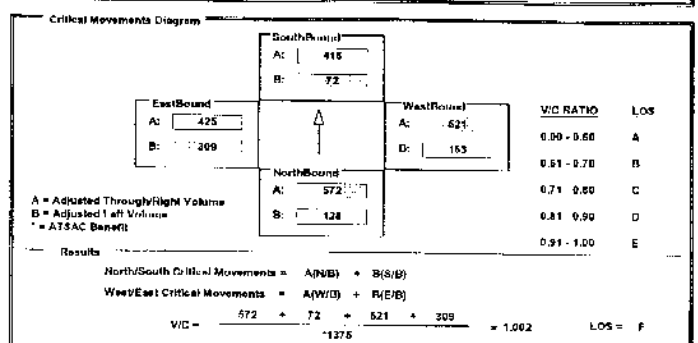 Critical Movements Diagram
SouthBound
A: 415
B: 72
EastBound
A: 425
B: 309
WestBound
A: 521
B: 153
NorthBound
A: 572
B: 128
V/C RATIO LOS
0.00 - 0.60 A
0.61 - 0.70 B
0.71 0.80 C
0.81 0.90 D
0.91 - 1.00 E
A = Adjusted Through/Right Volume
B = Adjusted Left Volume
* = ATSAC Benefit
Results
North/South Critical Movements = A(N/B) + B(S/B)
West/East Critical Movements = A(W/B) + B(E/B)
V/C = 572 + 72 + 521 + 309 = 1.002 LOS = F
*1375